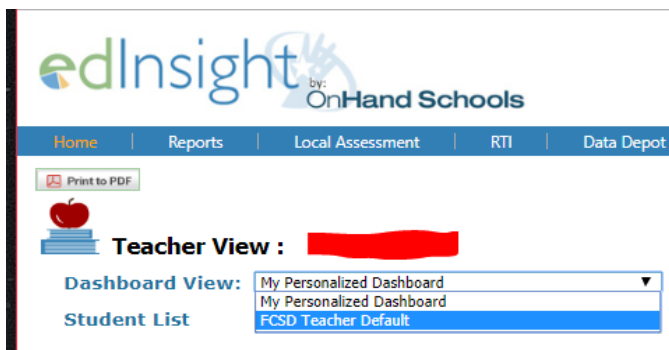 edInsight
by:
OnHand Schools
Home | Reports | Local Assessment | RTI | Data Depot
Print to PDF
Teacher View :
Dashboard View: My Personalized Dashboard ▼
My Personalized Dashboard
Student List FCSD Teacher Default